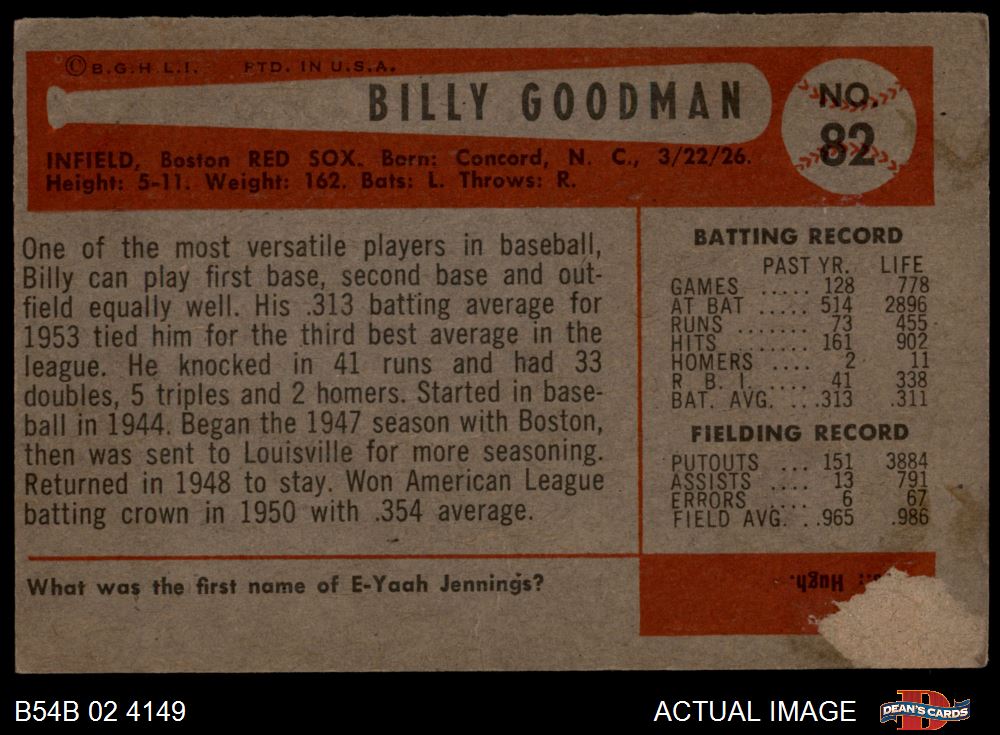 © B.G.H.L.I. PTD. IN U.S.A.
BILLY GOODMAN
NO.
82
INFIELD, Boston RED SOX. Born: Concord, N. C., 3/22/26.
Height: 5-11. Weight: 162. Bats: L. Throws: R.
One of the most versatile players in baseball,
Billy can play first base, second base and out-
field equally well. His .313 batting average for
1953 tied him for the third best average in the
league. He knocked in 41 runs and had 33
doubles, 5 triples and 2 homers. Started in base-
ball in 1944. Began the 1947 season with Boston,
then was sent to Louisville for more seasoning.
Returned in 1948 to stay. Won American League
batting crown in 1950 with .354 average.
BATTING RECORD
PAST YR. LIFE
GAMES ..... 128 778
AT BAT ..... 514 2896
RUNS ....... 73 455
HITS ........ 161 902
HOMERS .... 2 11
R. B. I. ..... 41 338
BAT. AVG. ...313 .311
FIELDING RECORD
PUTOUTS ... 151 3884
ASSISTS .... 13 791
ERRORS .... 6 67
FIELD AVG. ..965 .986
What was the first name of E-Yaah Jennings?
Hugh.
B54B 02 4149
ACTUAL IMAGE
D
DEAN'S CARDS